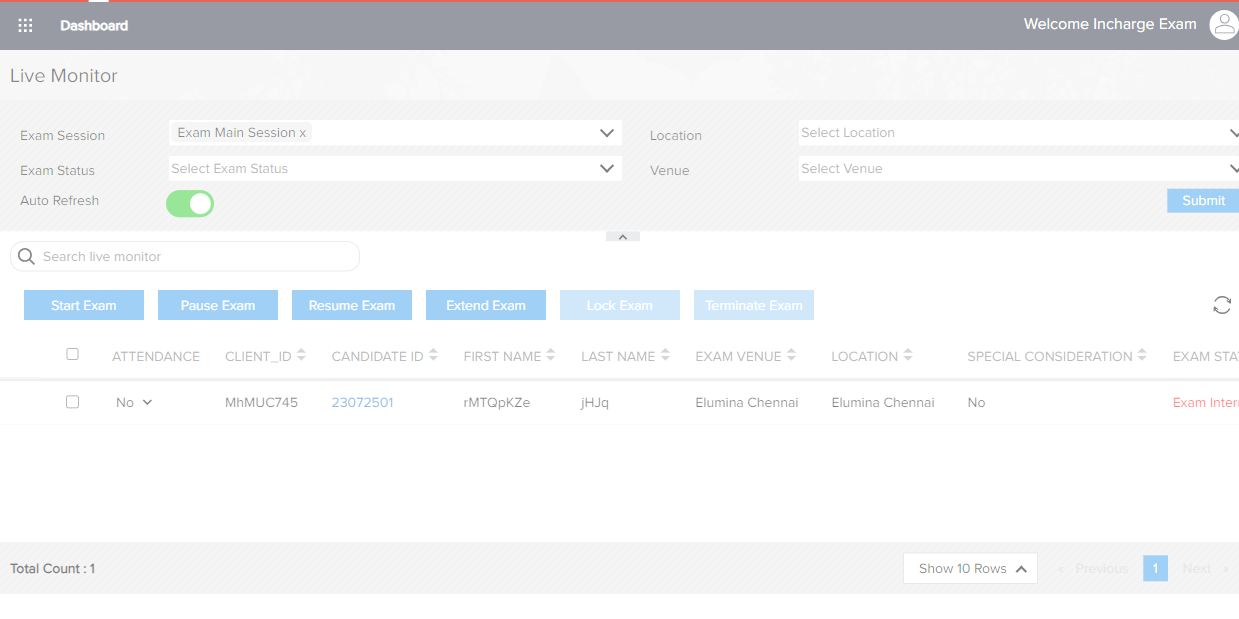 Dashboard
Welcome Incharge Exam
Live Monitor
Exam Session
Exam Main Session x
Location
Select Location
Exam Status
Select Exam Status
Venue
Select Venue
Auto Refresh
Submit
Search live monitor
Start Exam Pause Exam Resume Exam Extend Exam Lock Exam Terminate Exam
ATTENDANCE CLIENT_ID CANDIDATE ID FIRST NAME LAST NAME EXAM VENUE LOCATION SPECIAL CONSIDERATION EXAM STA
No MhMUC745 23072501 rMTQpKZe jHJq Elumina Chennai Elumina Chennai No Exam Inter
Total Count : 1
Show 10 Rows
« Previous 1 Next »